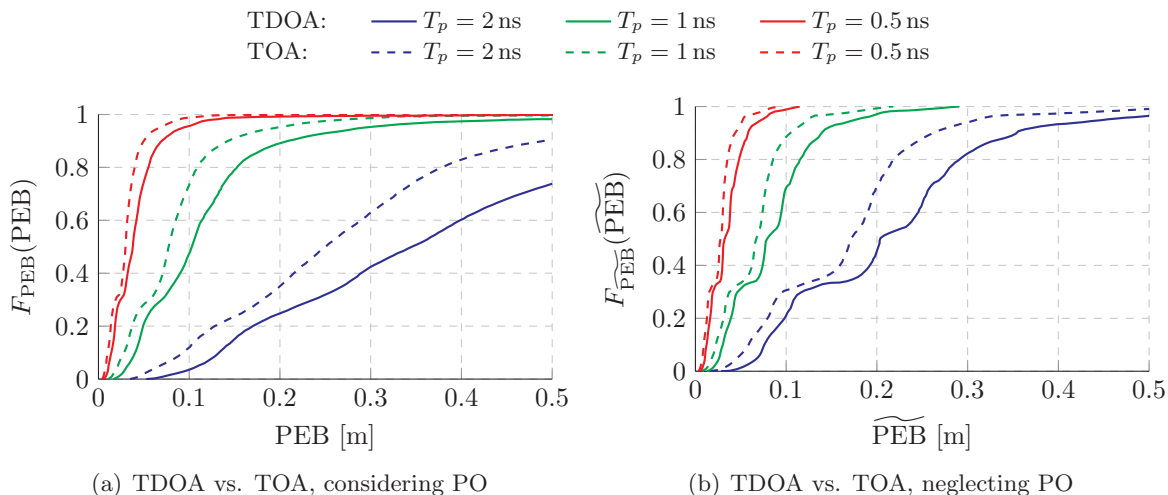 TDOA: T_p = 2 ns T_p = 1 ns T_p = 0.5 ns
TOA: T_p = 2 ns T_p = 1 ns T_p = 0.5 ns
F_PEB(PEB)
1
0.8
0.6
0.4
0.2
0
0 0.1 0.2 0.3 0.4 0.5
PEB [m]
(a) TDOA vs. TOA, considering PO
F_P͠EB(P͠EB)
1
0.8
0.6
0.4
0.2
0
0 0.1 0.2 0.3 0.4 0.5
P͠EB [m]
(b) TDOA vs. TOA, neglecting PO